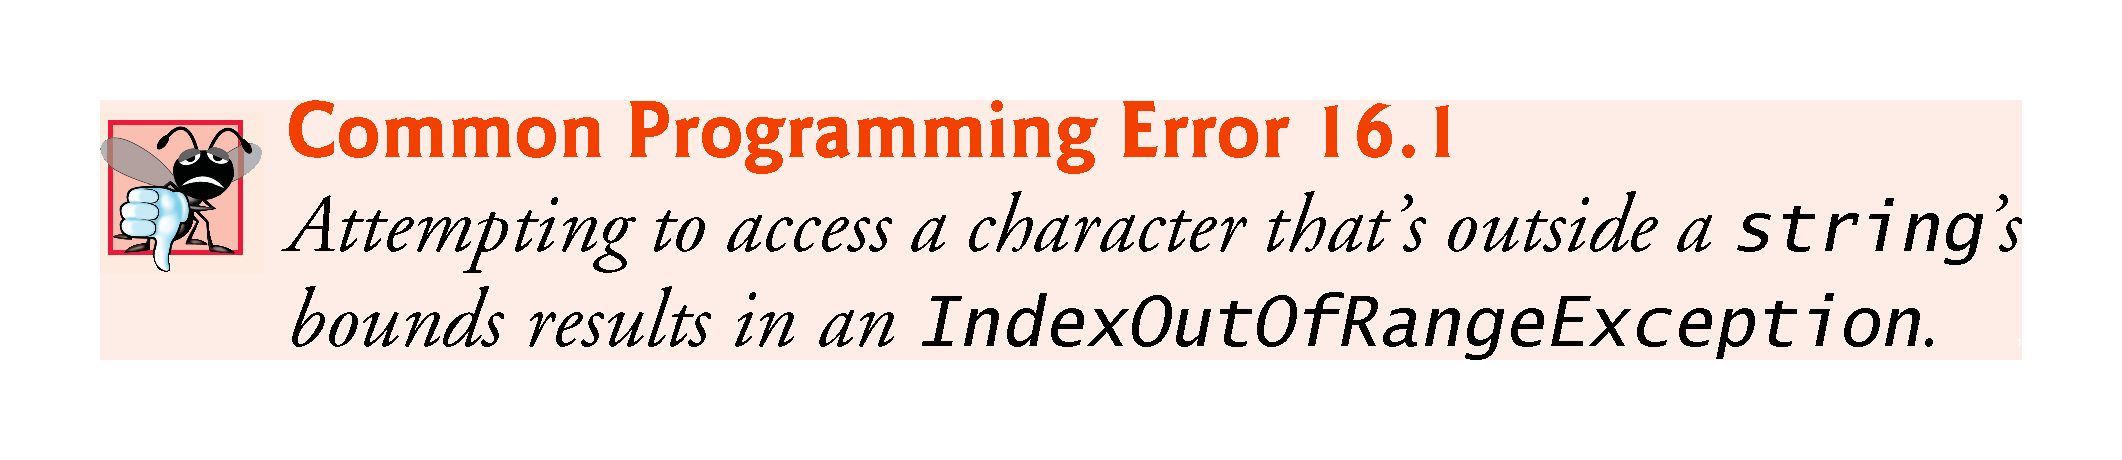 Common Programming Error 16.1
Attempting to access a character that’s outside a string’s
bounds results in an IndexOutOfRangeException.